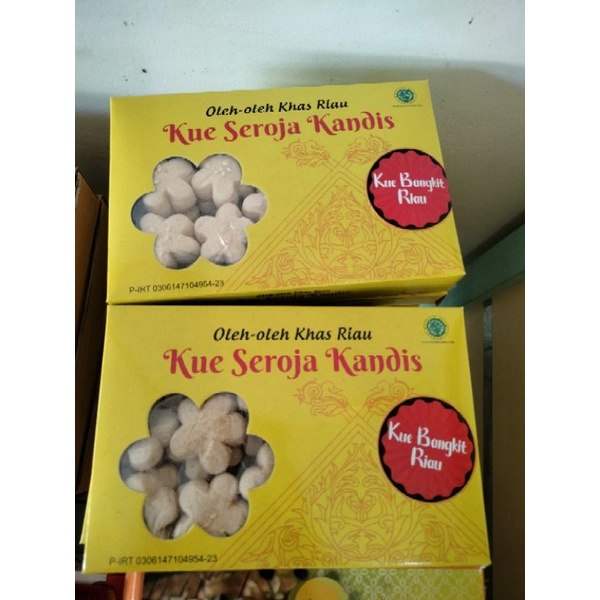 Oleh-oleh Khas Riau
Kue Seroja Kandis
Kue Bangkit
Riau
P-IRT 0306147104954-23
Oleh-oleh Khas Riau
Kue Seroja Kandis
Kue Bangkit
Riau
P-IRT 0306147104954-23